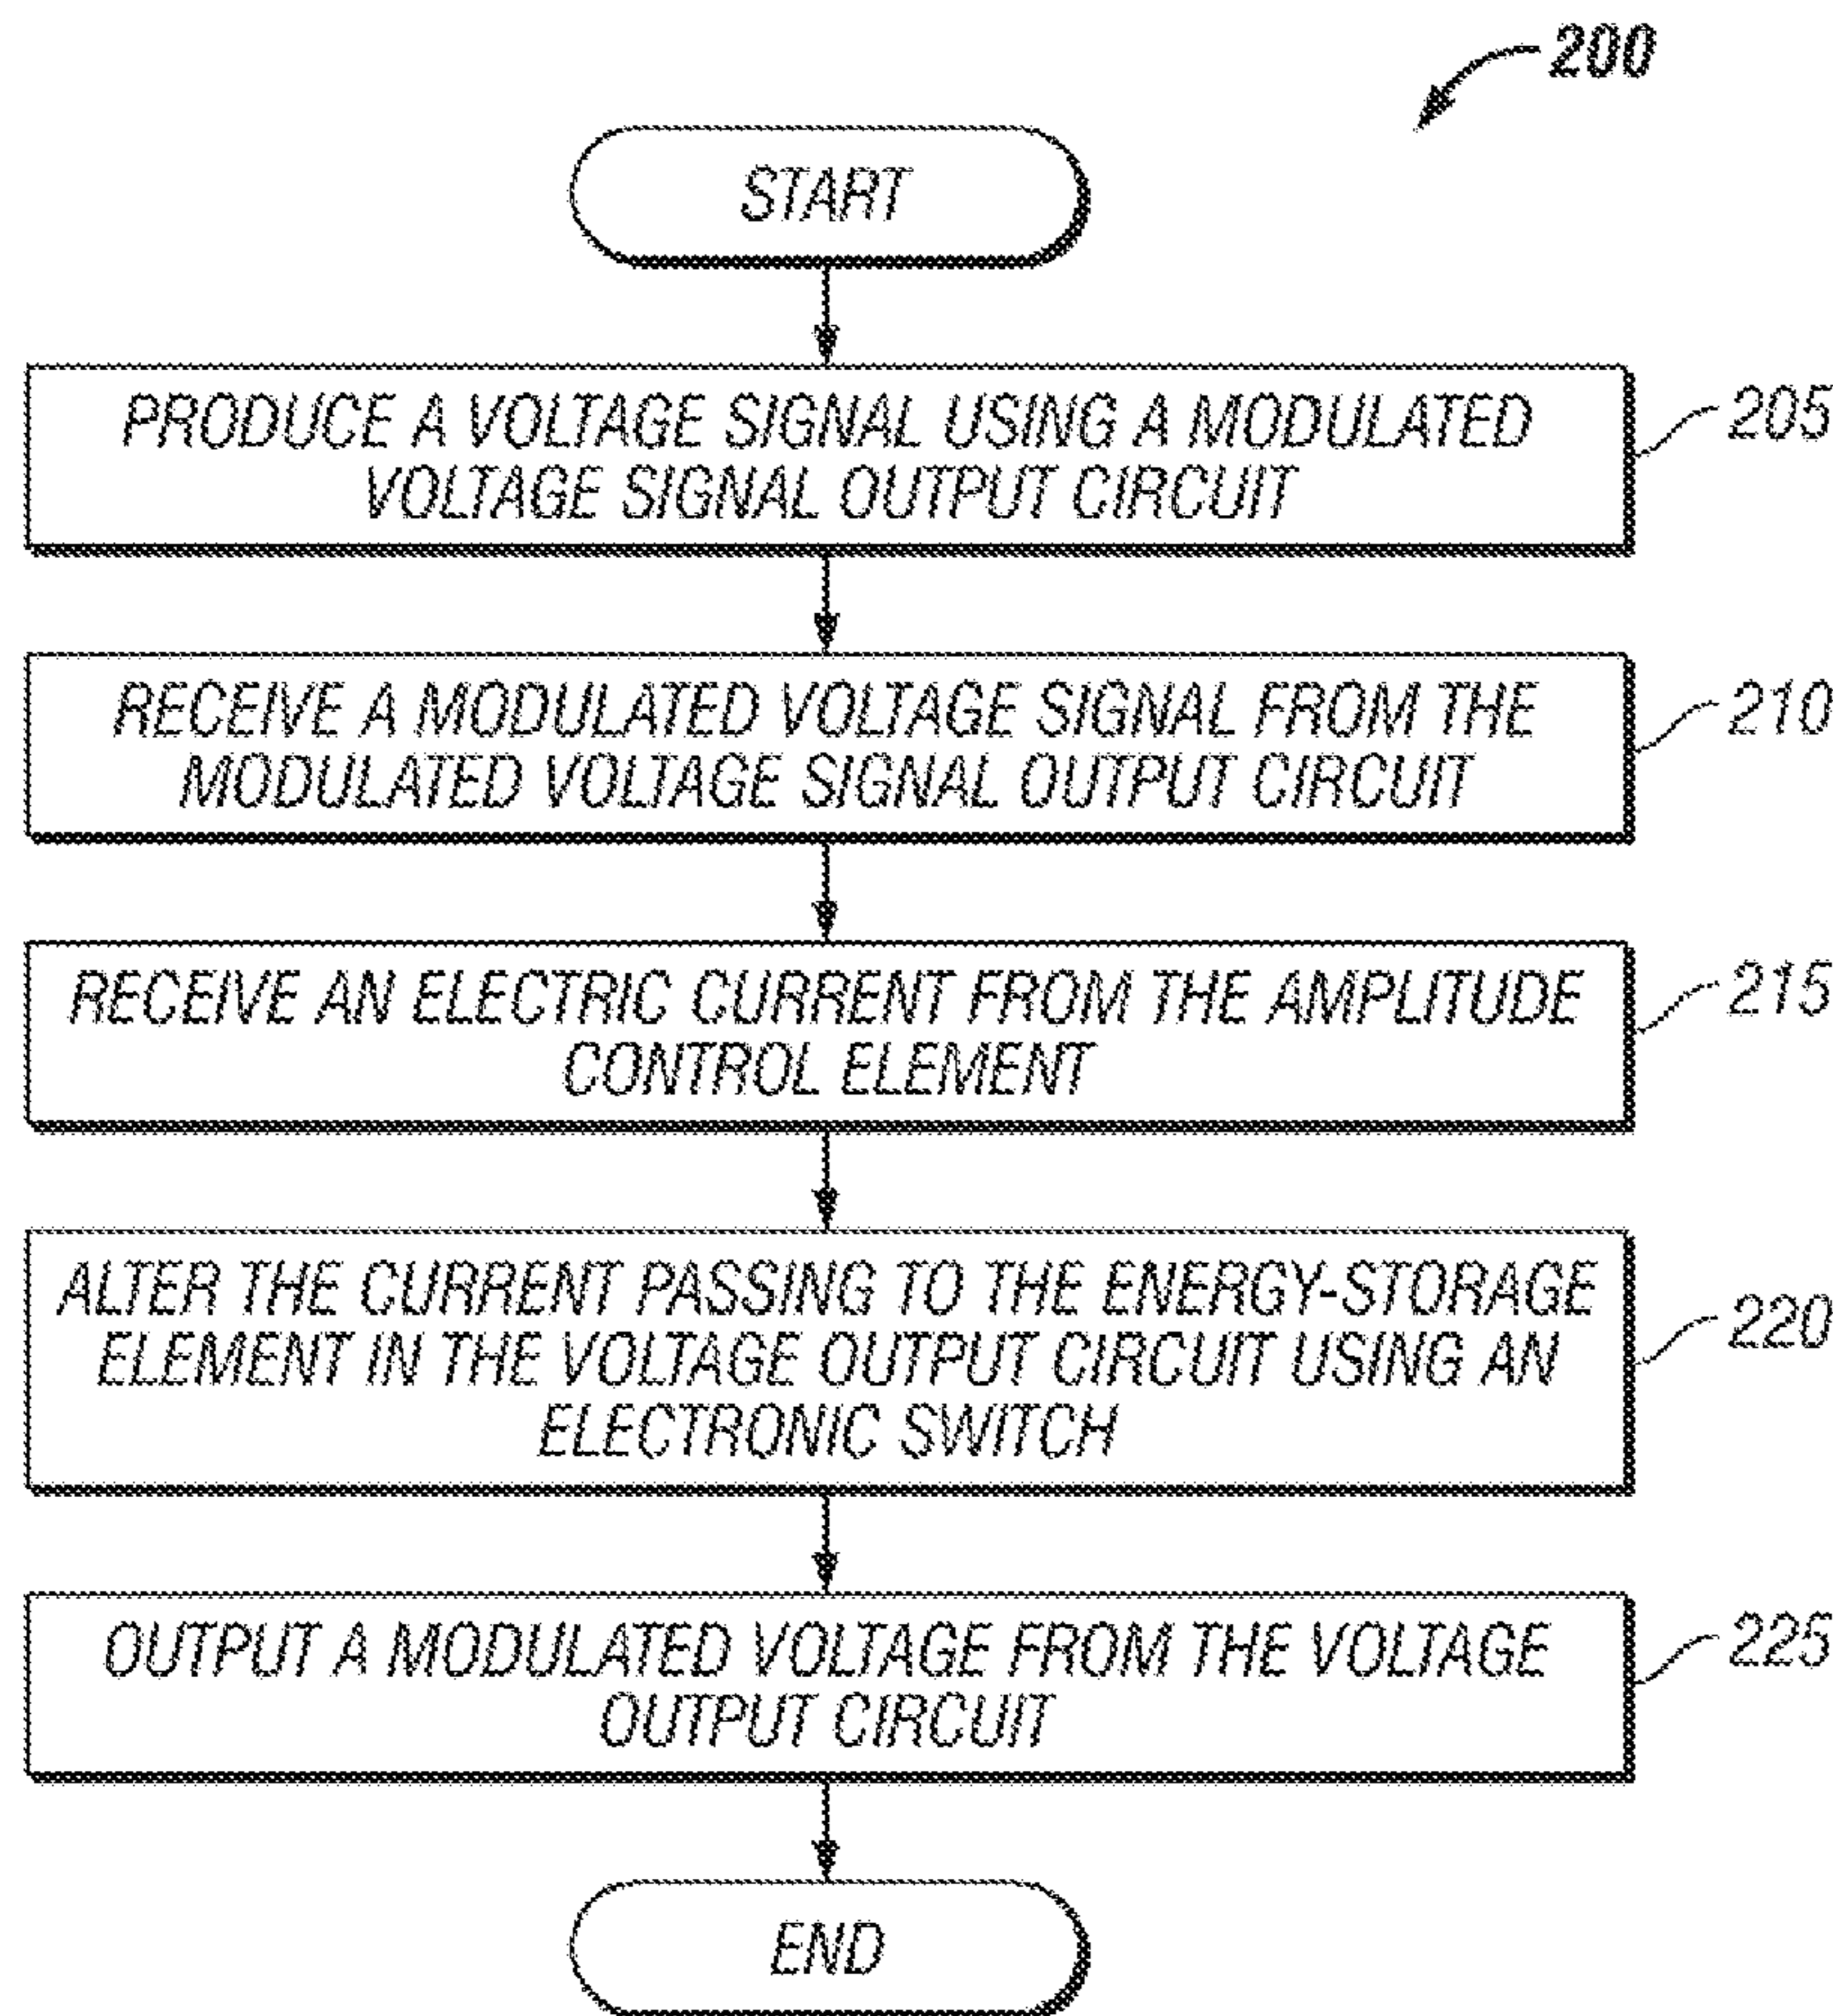 200
START
PRODUCE A VOLTAGE SIGNAL USING A MODULATED
VOLTAGE SIGNAL OUTPUT CIRCUIT
205
RECEIVE A MODULATED VOLTAGE SIGNAL FROM THE
MODULATED VOLTAGE SIGNAL OUTPUT CIRCUIT
210
RECEIVE AN ELECTRIC CURRENT FROM THE AMPLITUDE
CONTROL ELEMENT
215
ALTER THE CURRENT PASSING TO THE ENERGY-STORAGE
ELEMENT IN THE VOLTAGE OUTPUT CIRCUIT USING AN
ELECTRONIC SWITCH
220
OUTPUT A MODULATED VOLTAGE FROM THE VOLTAGE
OUTPUT CIRCUIT
225
END